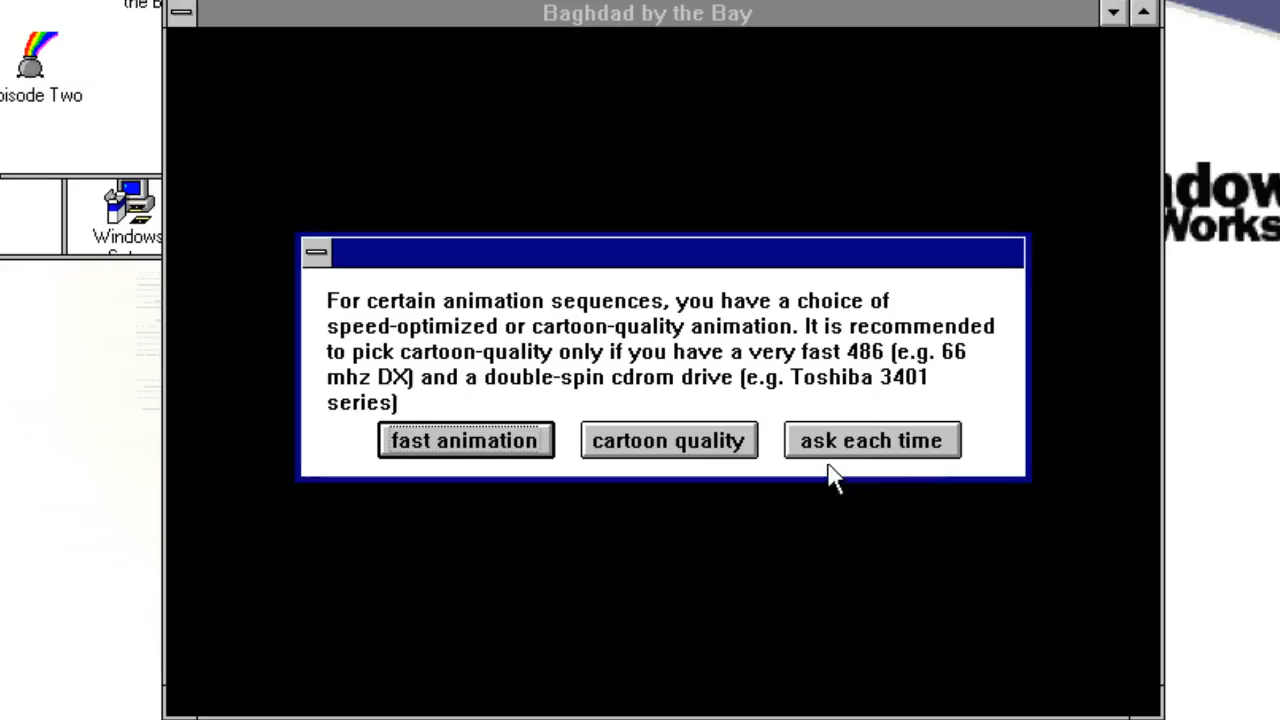 the B
Baghdad by the Bay
pisode Two
Windows
ndow
Works
For certain animation sequences, you have a choice of
speed-optimized or cartoon-quality animation. It is recommended
to pick cartoon-quality only if you have a very fast 486 (e.g. 66
mhz DX) and a double-spin cdrom drive (e.g. Toshiba 3401
series)
fast animation
cartoon quality
ask each time